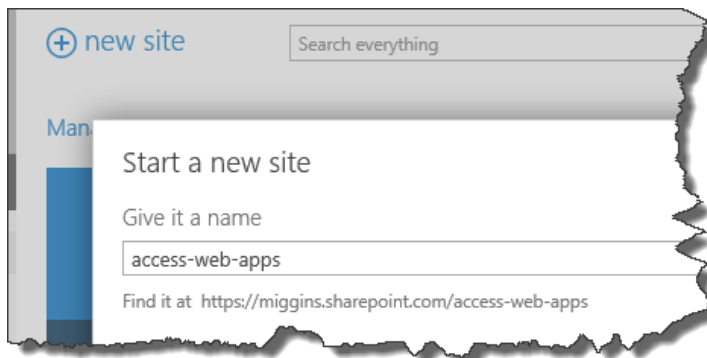 new site
Search everything
Start a new site
Give it a name
access-web-apps
Find it at https://miggins.sharepoint.com/access-web-apps